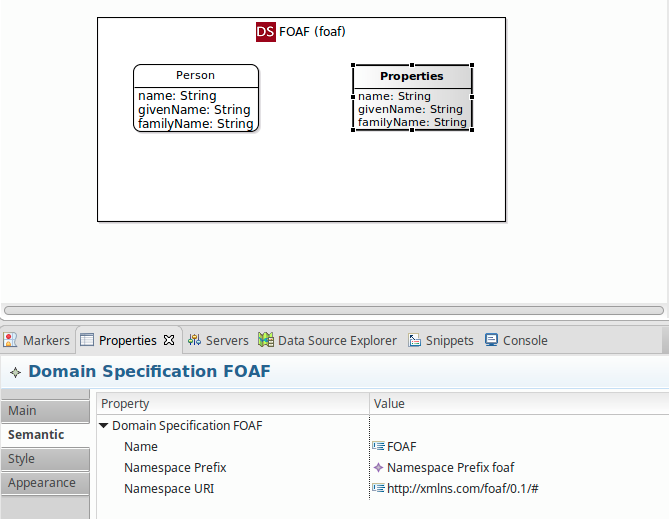 DS FOAF (foaf)
Person
name: String
givenName: String
familyName: String
Properties
name: String
givenName: String
familyName: String
Markers Properties Servers Data Source Explorer Snippets Console
Domain Specification FOAF
Main
Semantic
Style
Appearance
Property Value
Domain Specification FOAF
Name FOAF
Namespace Prefix Namespace Prefix foaf
Namespace URI http://xmlns.com/foaf/0.1/#